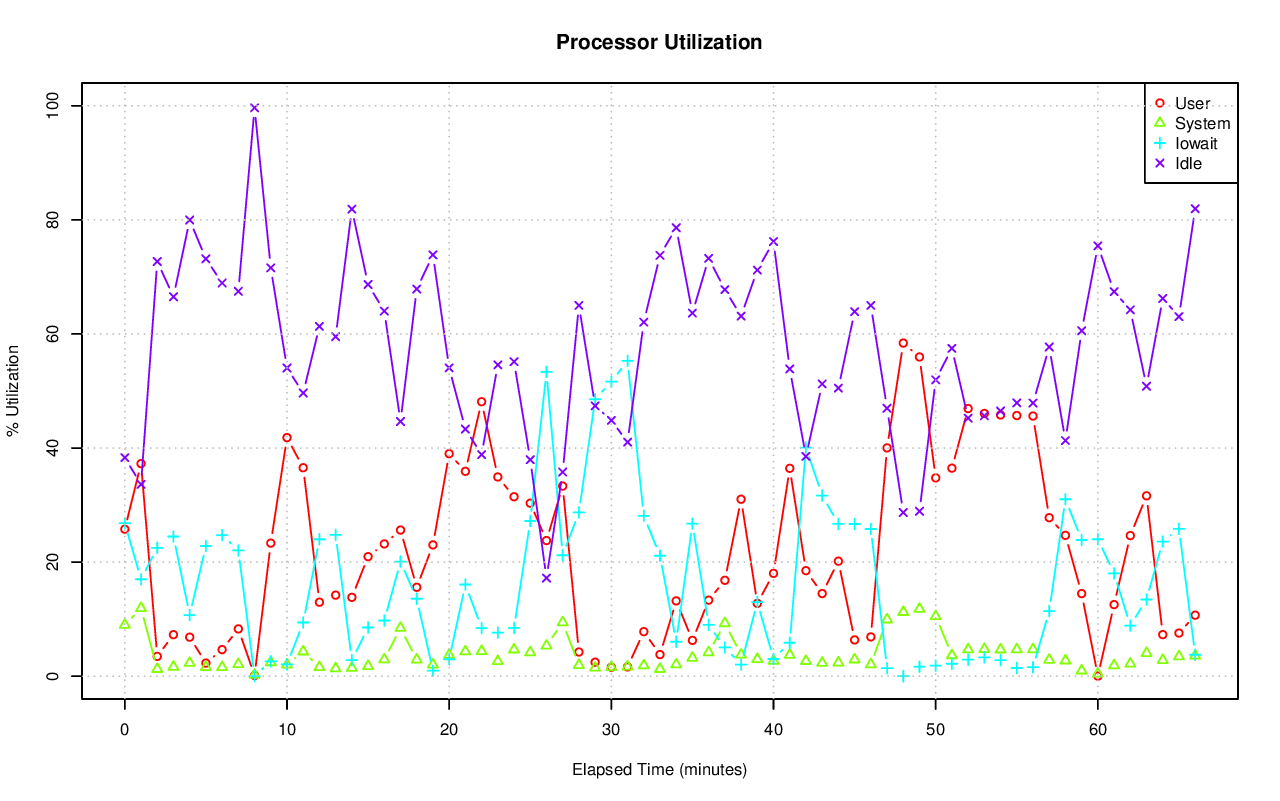 Processor Utilization
100
80
60
40
20
0
% Utilization
User
System
Iowait
Idle
0 10 20 30 40 50 60
Elapsed Time (minutes)